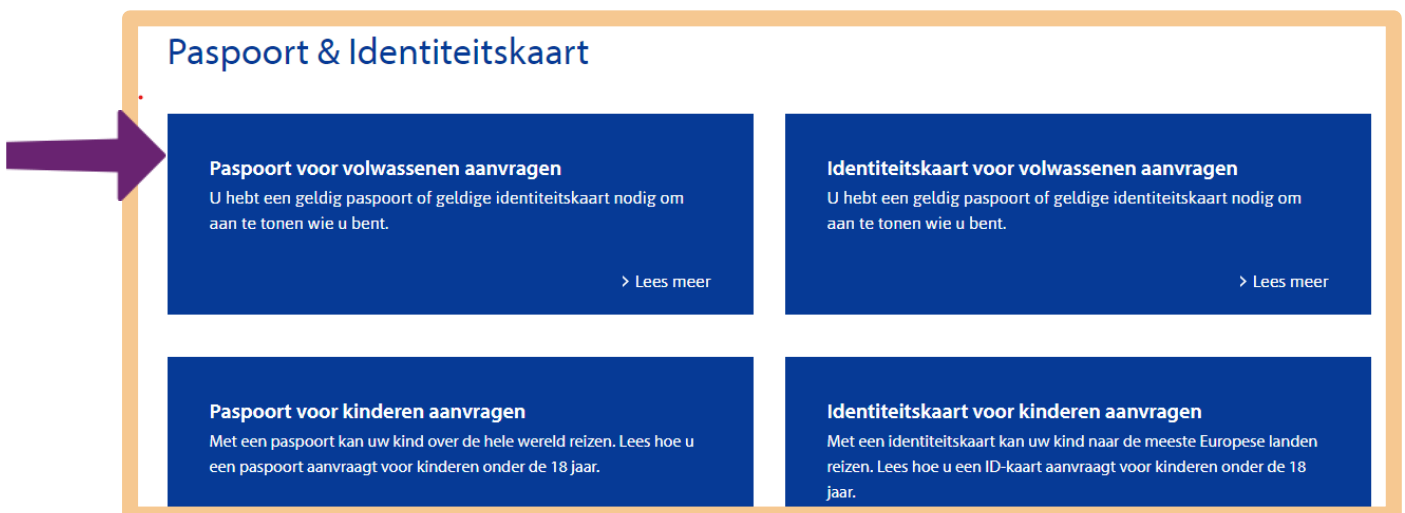 Paspoort & Identiteitskaart
Paspoort voor volwassenen aanvragen
U hebt een geldig paspoort of geldige identiteitskaart nodig om
aan te tonen wie u bent.
> Lees meer
Identiteitskaart voor volwassenen aanvragen
U hebt een geldig paspoort of geldige identiteitskaart nodig om
aan te tonen wie u bent.
> Lees meer
Paspoort voor kinderen aanvragen
Met een paspoort kan uw kind over de hele wereld reizen. Lees hoe u
een paspoort aanvraagt voor kinderen onder de 18 jaar.
Identiteitskaart voor kinderen aanvragen
Met een identiteitskaart kan uw kind naar de meeste Europese landen
reizen. Lees hoe u een ID-kaart aanvraagt voor kinderen onder de 18
jaar.